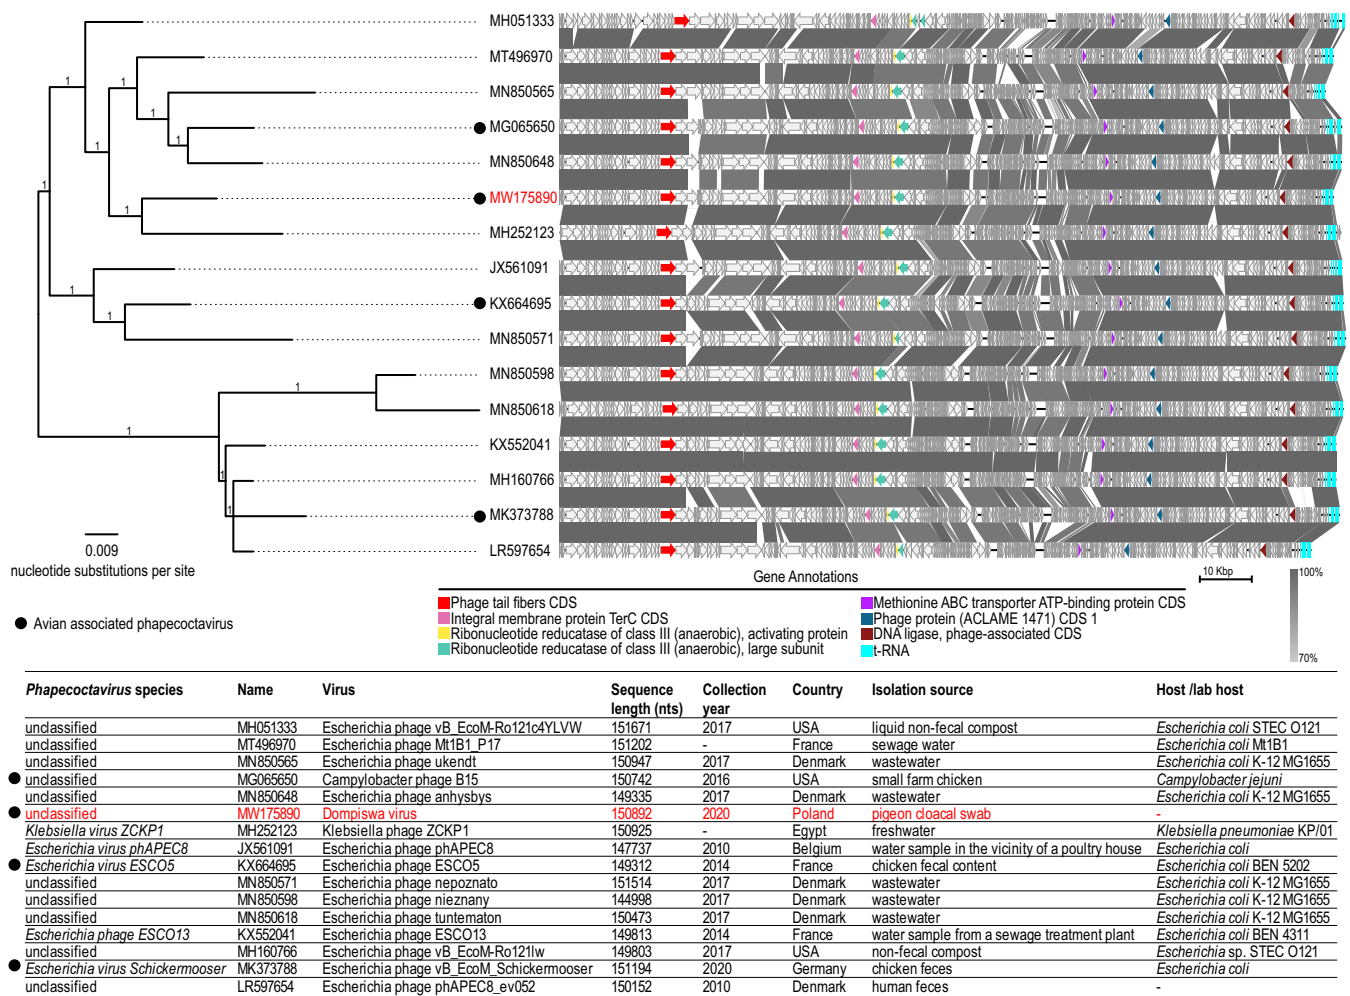 MH051333
MT496970
MN850565
MG065650
MN850648
MW175890
MH252123
JX561091
KX664695
MN850571
MN850598
MN850618
KX552041
MH160766
MK373788
LR597654
1
1
1
1
1
1
1
1
1
1
1
1
1
0.009
nucleotide substitutions per site
Avian associated phapecoctavirus
10 Kbp
100%
70%
Gene Annotations
Phage tail fibers CDS
Integral membrane protein TerC CDS
Ribonucleotide reducatase of class III (anaerobic), activating protein
Ribonucleotide reducatase of class III (anaerobic), large subunit
Methionine ABC transporter ATP-binding protein CDS
Phage protein (ACLAME 1471) CDS 1
DNA ligase, phage-associated CDS
t-RNA
Phapecoctavirus species Name Virus Sequence length (nts) Collection year Country Isolation source Host /lab host
unclassified MH051333 Escherichia phage vB_EcoM-Ro121c4YLVW 151671 2017 USA liquid non-fecal compost Escherichia coli STEC O121
unclassified MT496970 Escherichia phage Mt1B1_P17 151202 - France sewage water Escherichia coli Mt1B1
unclassified MN850565 Escherichia phage ukendt 150947 2017 Denmark wastewater Escherichia coli K-12 MG1655
unclassified MG065650 Campylobacter phage B15 150742 2016 USA small farm chicken Campylobacter jejuni
unclassified MN850648 Escherichia phage anhysbys 149335 2017 Denmark wastewater Escherichia coli K-12 MG1655
unclassified MW175890 Dompiswa virus 150892 2020 Poland pigeon cloacal swab -
Klebsiella virus ZCKP1 MH252123 Klebsiella phage ZCKP1 150925 - Egypt freshwater Klebsiella pneumoniae KP/01
Escherichia virus phAPEC8 JX561091 Escherichia phage phAPEC8 147737 2010 Belgium water sample in the vicinity of a poultry house Escherichia coli
Escherichia virus ESCO5 KX664695 Escherichia phage ESCO5 149312 2014 France chicken fecal content Escherichia coli BEN 5202
unclassified MN850571 Escherichia phage nepoznato 151514 2017 Denmark wastewater Escherichia coli K-12 MG1655
unclassified MN850598 Escherichia phage nieznany 144998 2017 Denmark wastewater Escherichia coli K-12 MG1655
unclassified MN850618 Escherichia phage tuntematon 150473 2017 Denmark wastewater Escherichia coli K-12 MG1655
Escherichia phage ESCO13 KX552041 Escherichia phage ESCO13 149813 2014 France water sample from a sewage treatment plant Escherichia coli BEN 4311
unclassified MH160766 Escherichia phage vB_EcoM-Ro121lw 149803 2017 USA non-fecal compost Escherichia sp. STEC O121
Escherichia virus Schickermooser MK373788 Escherichia phage vB_EcoM_Schickermooser 151194 2020 Germany chicken feces Escherichia coli
unclassified LR597654 Escherichia phage phAPEC8_ev052 150152 2010 Denmark human feces -